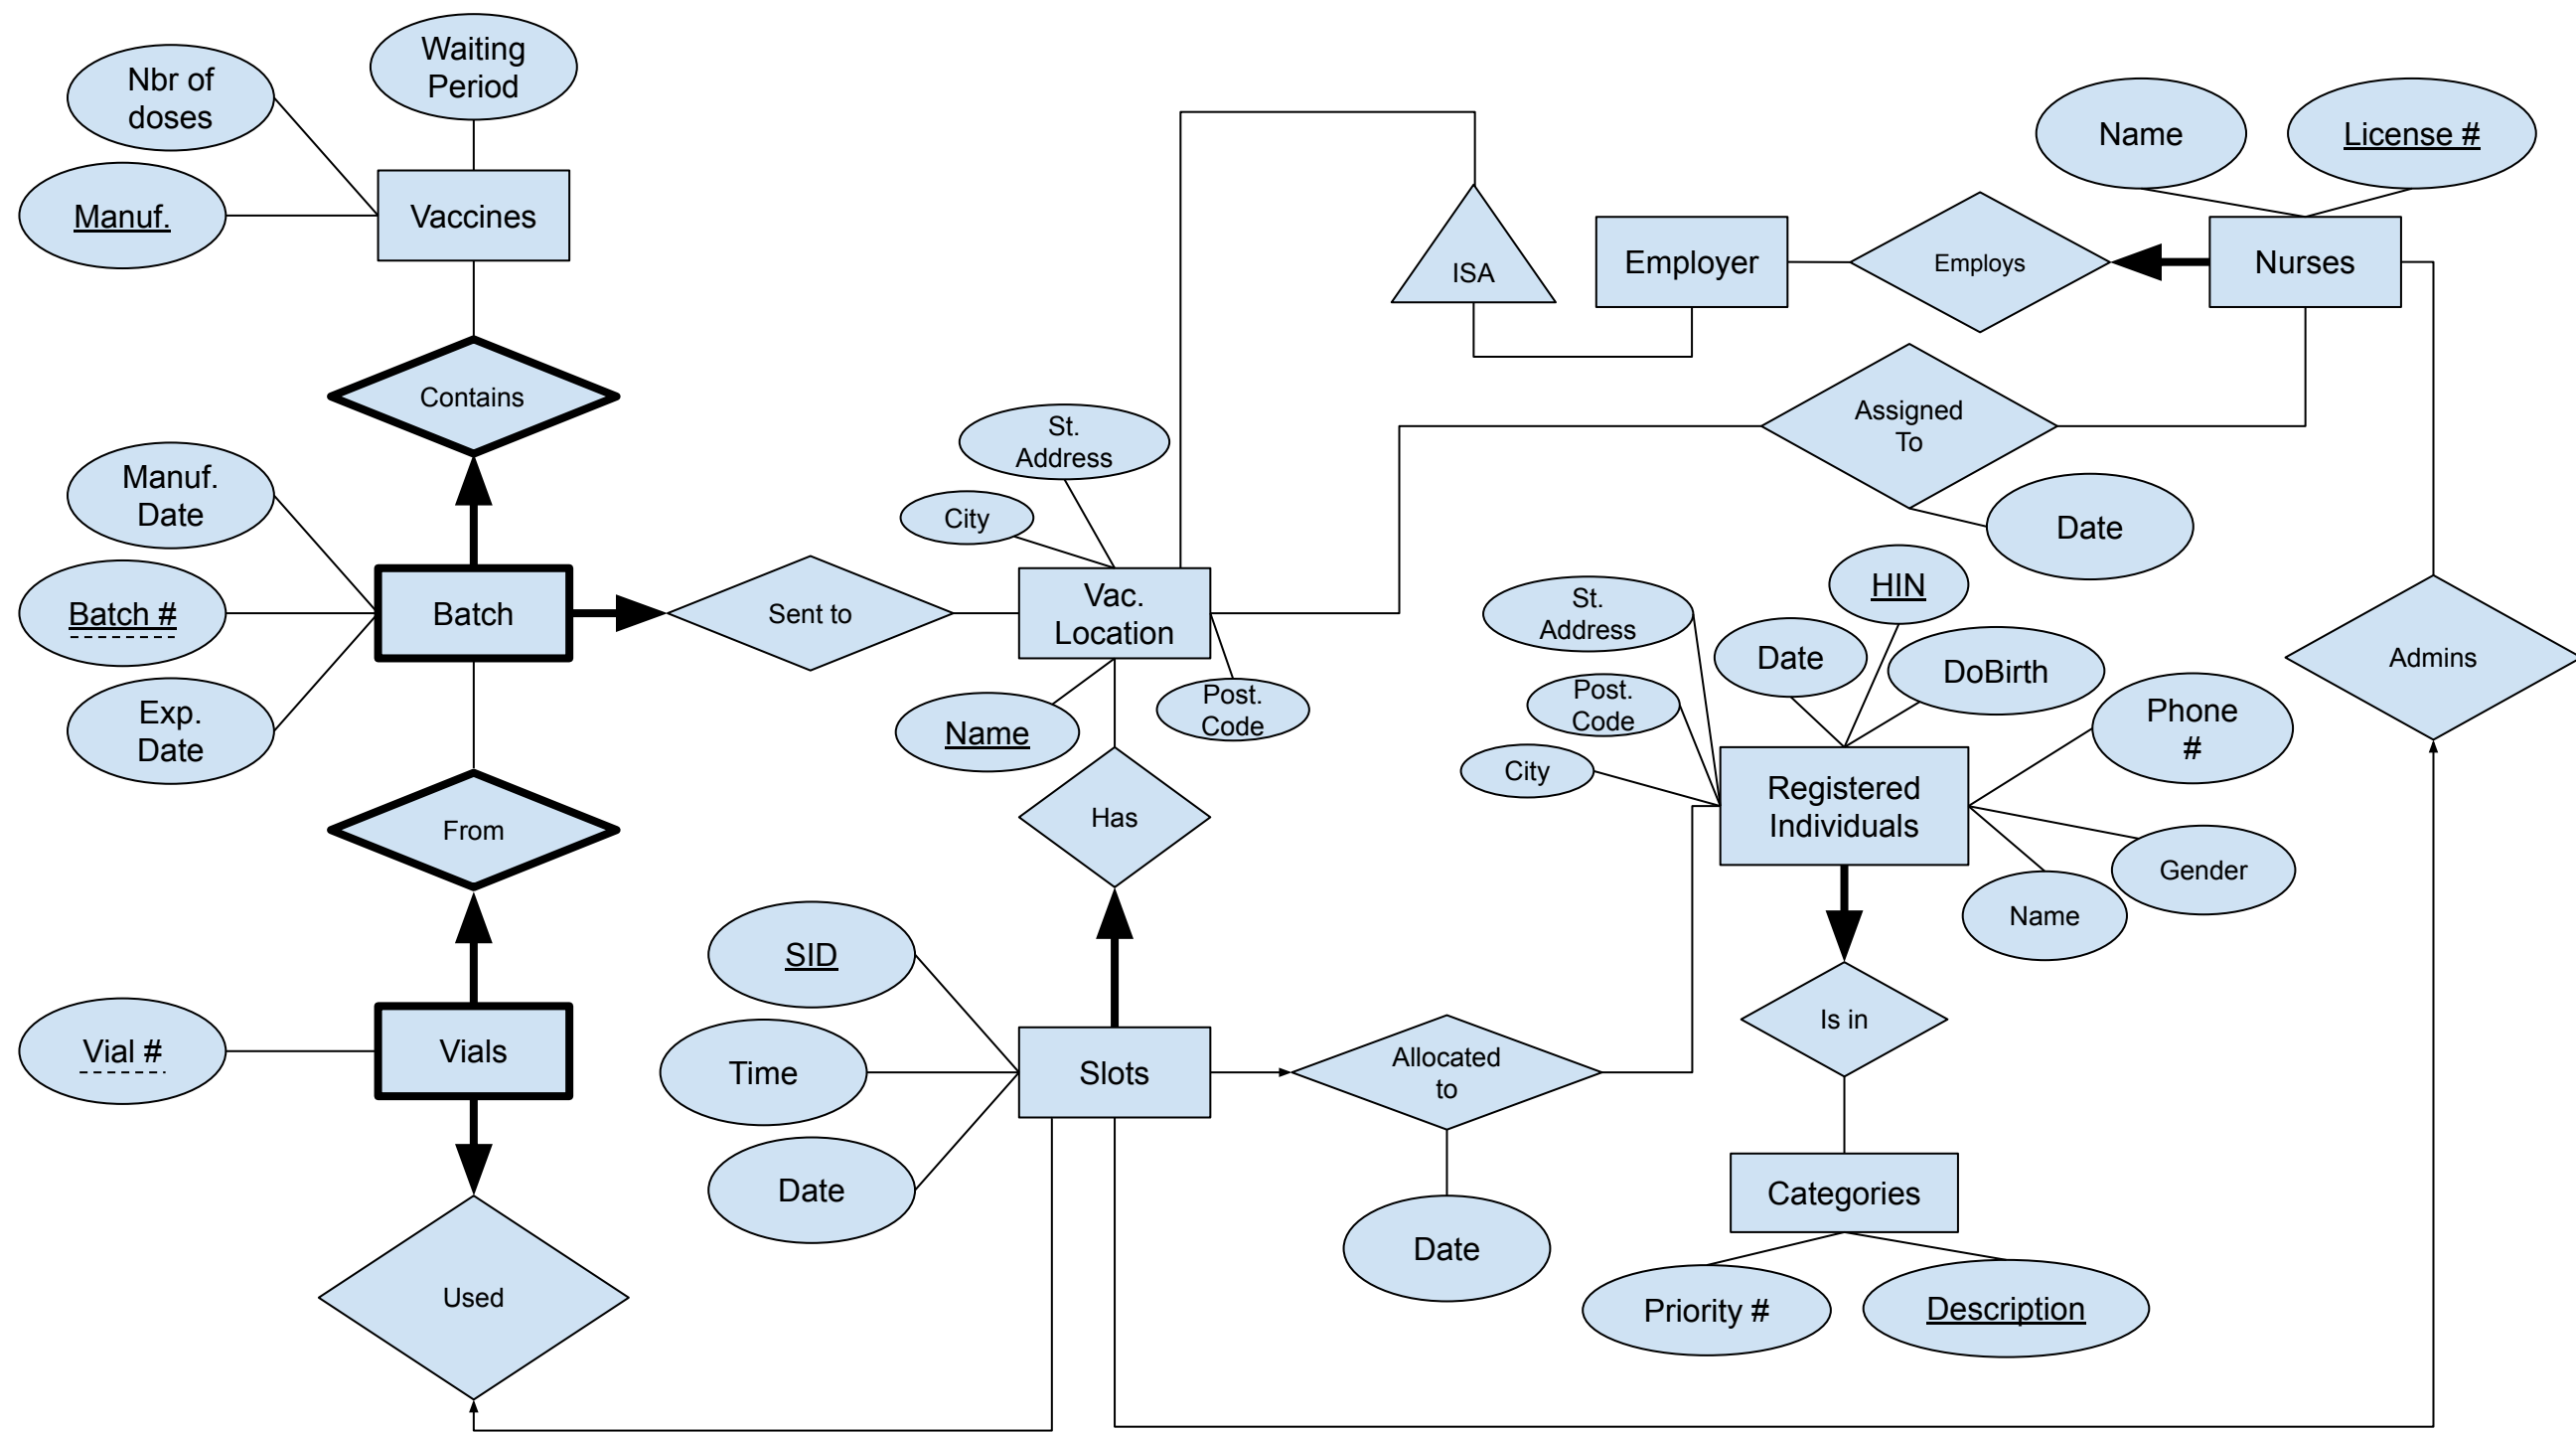 Waiting
Period
Nbr of
doses
Manuf.
Vaccines
Name
License #
ISA
Employer
Employs
Nurses
Contains
St.
Address
City
Assigned
To
Date
Manuf.
Date
Batch #
Exp.
Date
Batch
Sent to
Vac.
Location
Name
Post.
Code
HIN
St.
Address
Date
DoBirth
Post.
Code
City
Phone
#
Registered
Individuals
Gender
Name
Admins
From
Has
SID
Time
Date
Vial #
Vials
Slots
Allocated
to
Date
Is in
Categories
Priority #
Description
Used